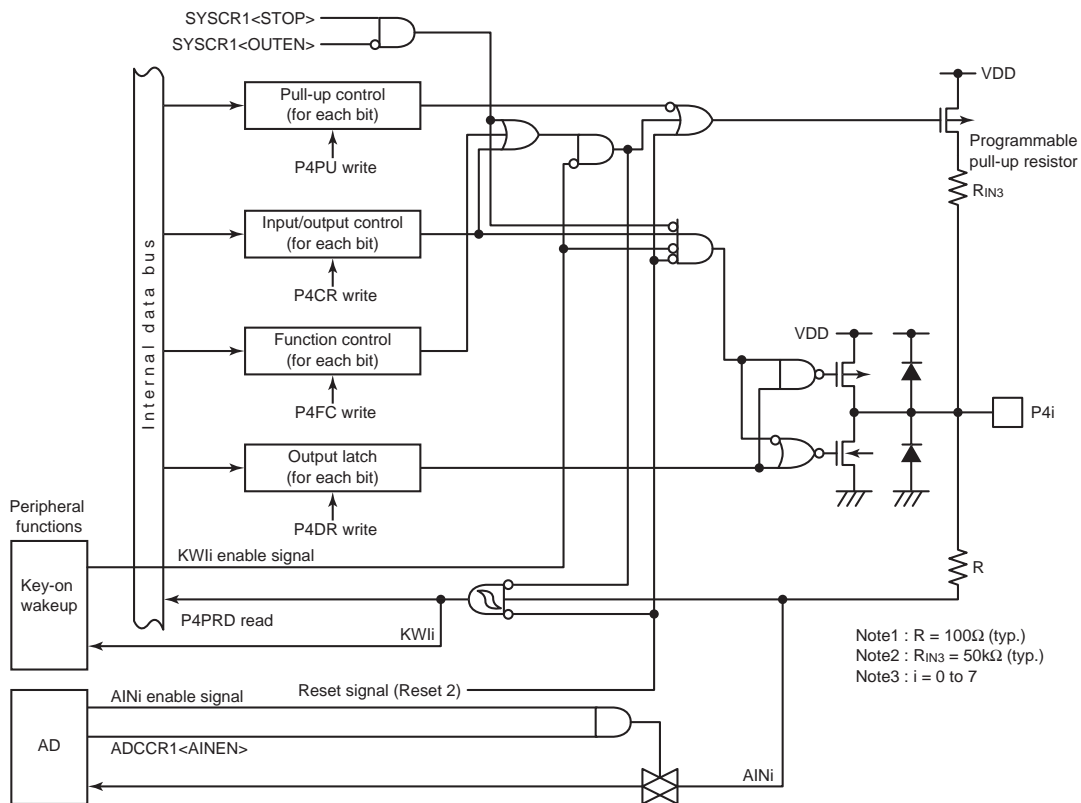 SYSCR1<STOP>
SYSCR1<OUTEN>
Pull-up control
(for each bit)
P4PU write
VDD
Programmable
pull-up resistor
RIN3
Input/output control
(for each bit)
P4CR write
Internal data bus
Function control
(for each bit)
P4FC write
VDD
P4i
Output latch
(for each bit)
P4DR write
Peripheral
functions
Key-on
wakeup
KWIi enable signal
R
P4PRD read
KWIi
Note1 : R = 100Ω (typ.)
Note2 : RIN3 = 50kΩ (typ.)
Note3 : i = 0 to 7
Reset signal (Reset 2)
AINi enable signal
AD
ADCCR1<AINEN>
AINi